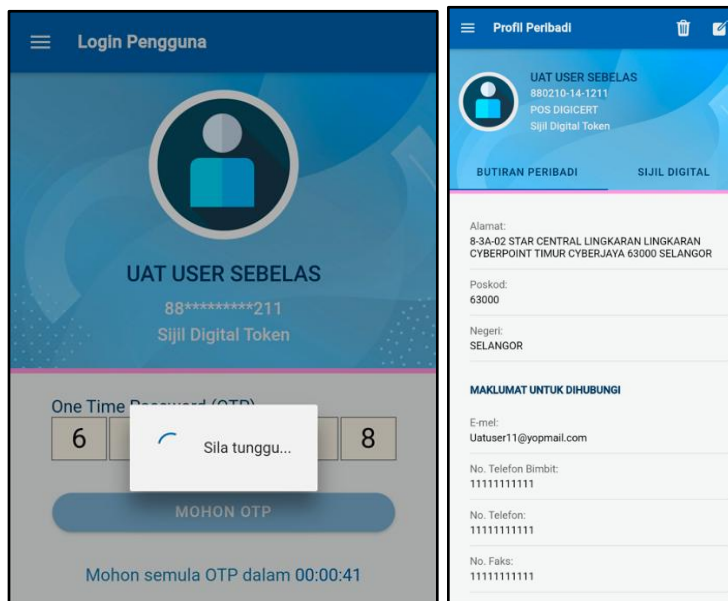 Login Pengguna
UAT USER SEBELAS
88*********211
Sijil Digital Token
One Time Password (OTP)
6 8
Sila tunggu...
MOHON OTP
Mohon semula OTP dalam 00:00:41
Profil Peribadi
UAT USER SEBELAS
880210-14-1211
POS DIGICERT
Sijil Digital Token
BUTIRAN PERIBADI SIJIL DIGITAL
Alamat:
8-3A-02 STAR CENTRAL LINGKARAN LINGKARAN
CYBERPOINT TIMUR CYBERJAYA 63000 SELANGOR
Poskod:
63000
Negeri:
SELANGOR
MAKLUMAT UNTUK DIHUBUNGI
E-mel:
Uatuser11@yopmail.com
No. Telefon Bimbit:
11111111111
No. Telefon:
11111111111
No. Faks:
11111111111